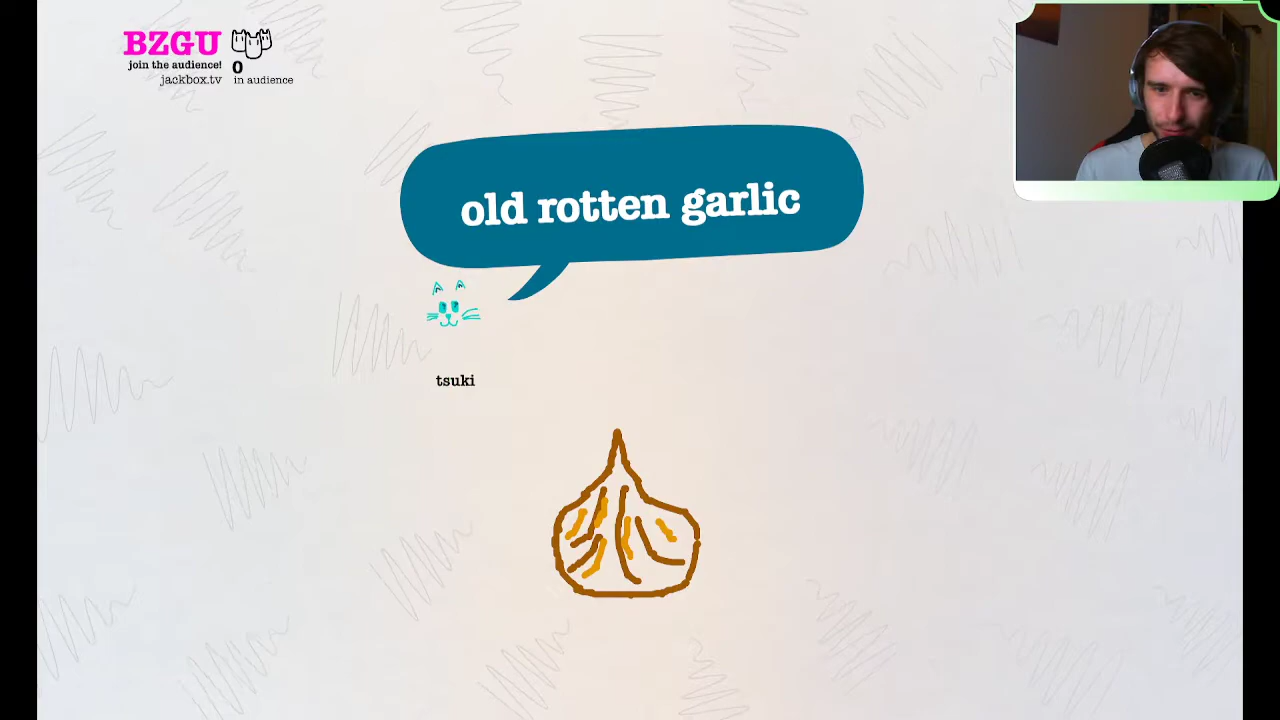 BZGU
join the audience!
jackbox.tv
0
in audience
old rotten garlic
tsuki